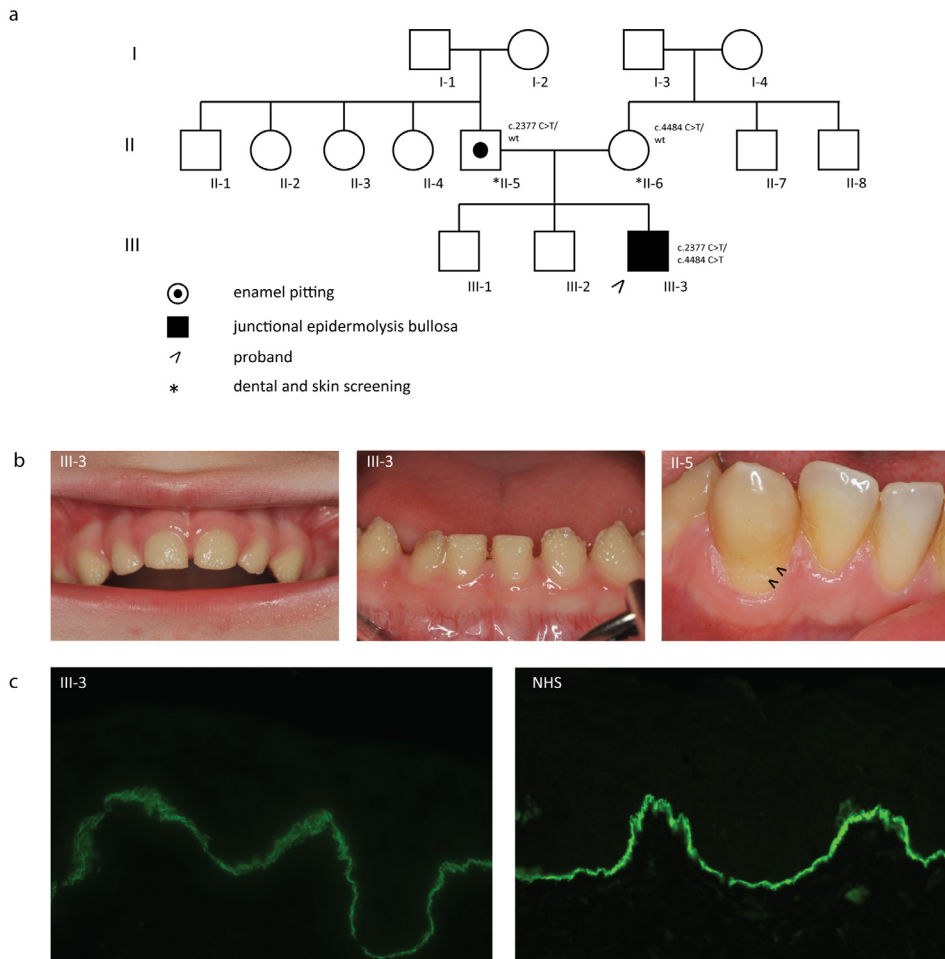 a
I
I-1
I-2
I-3
I-4
II
c.2377 C>T/
wt
c.4484 C>T/
wt
II-1
II-2
II-3
II-4
*II-5
*II-6
II-7
II-8
III
c.2377 C>T/
c.4484 C>T
III-1
III-2
III-3
enamel pitting
junctional epidermolysis bullosa
proband
* dental and skin screening
b
III-3
III-3
II-5
c
III-3
NHS